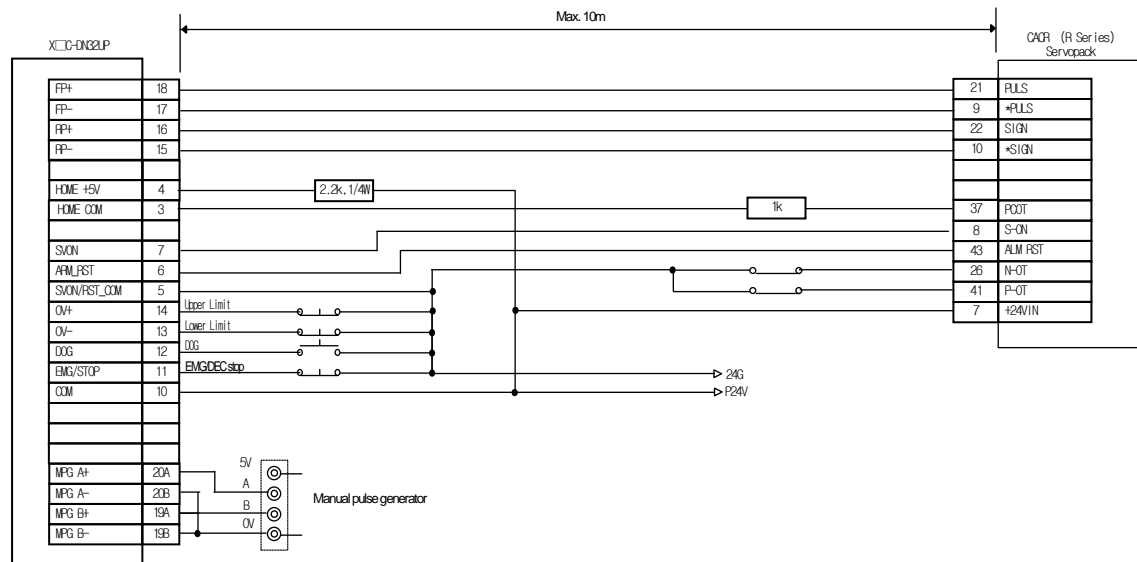 Max. 10m
X□C-DN32UP
CACR (R Series)
Servopack
FP+ 18
FP- 17
RP+ 16
RP- 15
HOME +5V 4
HOME COM 3
SVON 7
ARM_RST 6
SVON/RST_COM 5
OV+ 14
OV- 13
DOG 12
EMG/STOP 11
COM 10
MPG A+ 20A
MPG A- 20B
MPG B+ 19A
MPG B- 19B
2.2k,1/4W
1k
Upper Limit
Lower Limit
DOG
EMG/DEC stop
24G
P24V
5V
A
B
0V
Manual pulse generator
21 PULS
9 *PULS
22 SIGN
10 *SIGN
37 PCOT
8 S-ON
43 ALM RST
26 N-OT
41 P-OT
7 +24VIN